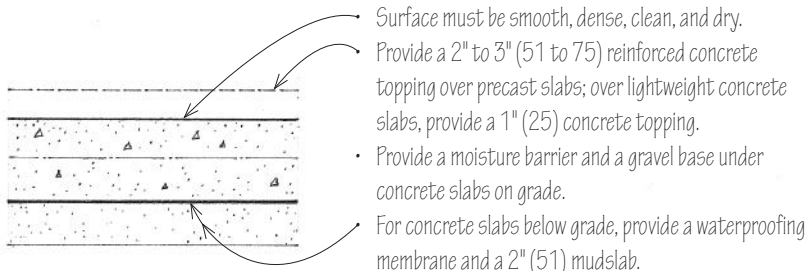 • Surface must be smooth, dense, clean, and dry.
• Provide a 2" to 3" (51 to 75) reinforced concrete
topping over precast slabs; over lightweight concrete
slabs, provide a 1" (25) concrete topping.
• Provide a moisture barrier and a gravel base under
concrete slabs on grade.
• For concrete slabs below grade, provide a waterproofing
membrane and a 2" (51) mudslab.